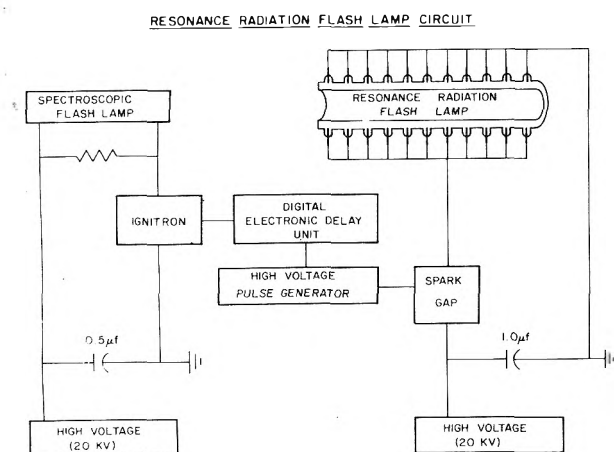 RESONANCE RADIATION FLASH LAMP CIRCUIT
SPECTROSCOPIC
FLASH LAMP
RESONANCE RADIATION
FLASH LAMP
IGNITRON
DIGITAL
ELECTRONIC DELAY
UNIT
HIGH VOLTAGE
PULSE GENERATOR
SPARK
GAP
0.5µf
1.0µf
HIGH VOLTAGE
(20 KV)
HIGH VOLTAGE
(20 KV)